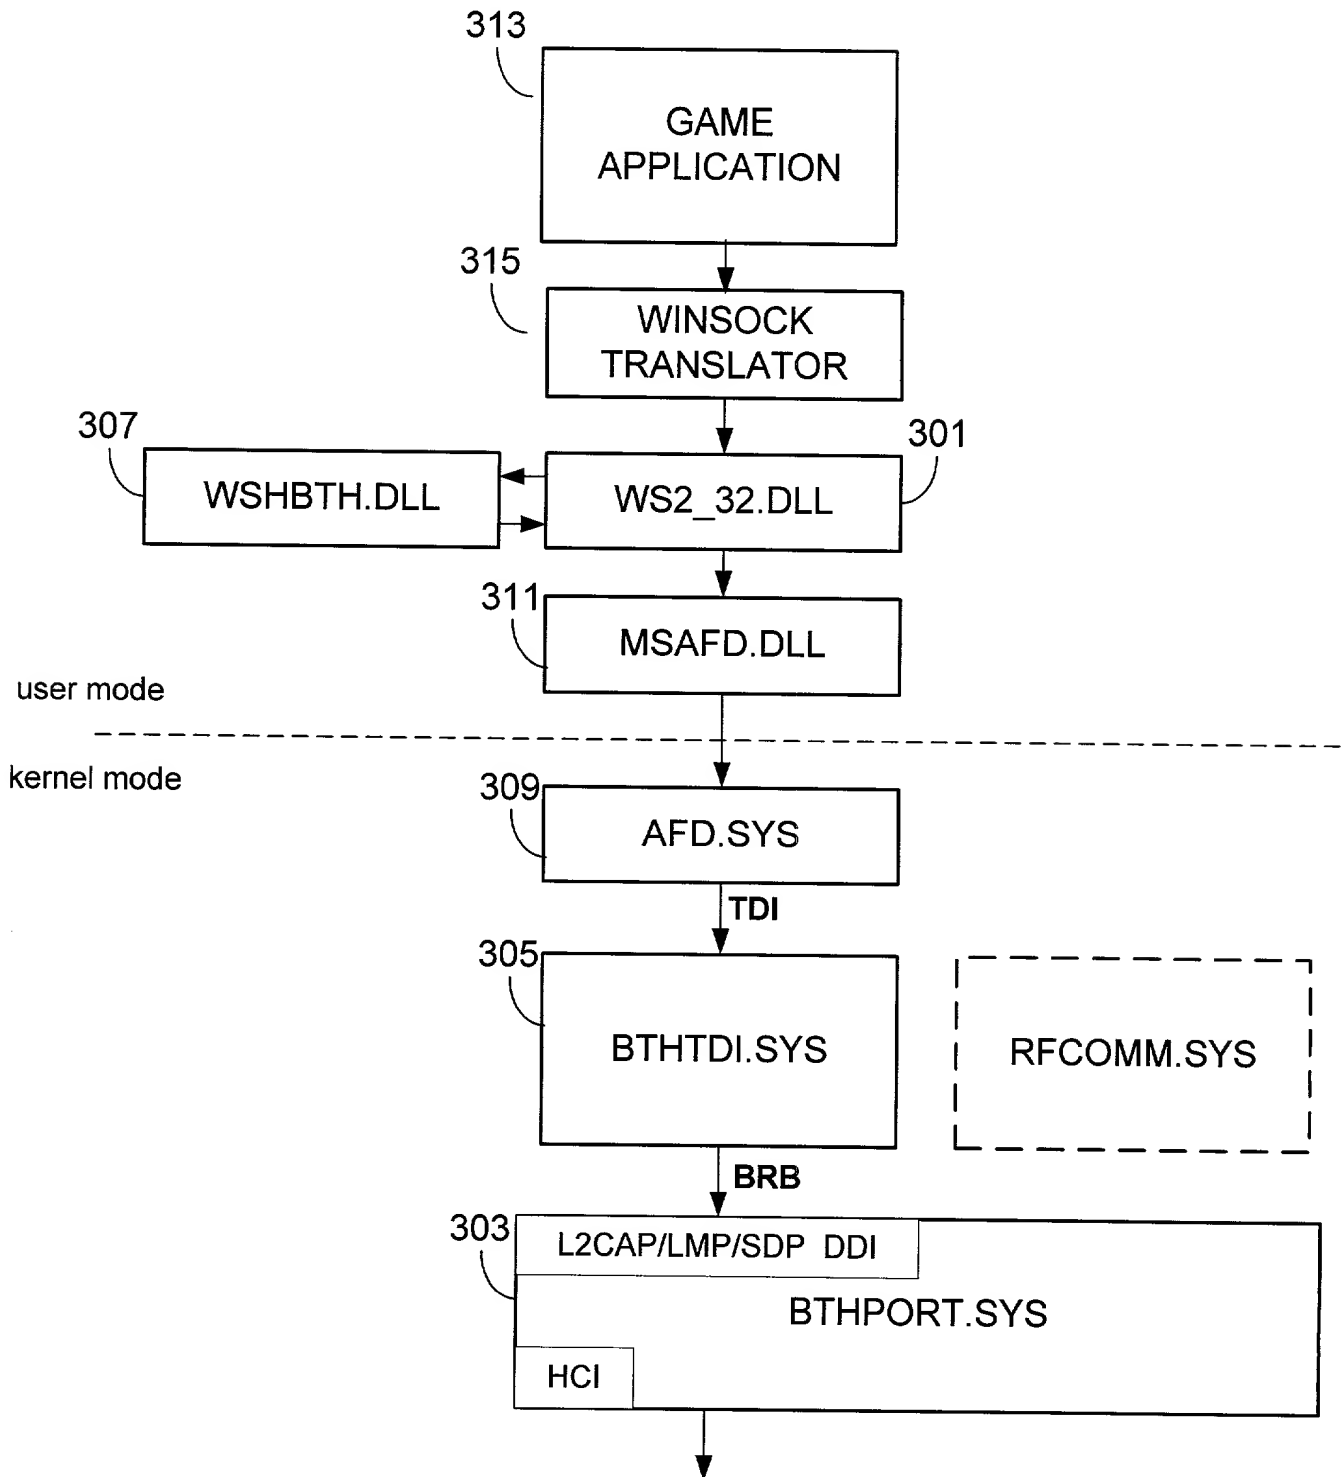 313
GAME
APPLICATION
315
WINSOCK
TRANSLATOR
307
WSHBTH.DLL
WS2_32.DLL
301
311
MSAFD.DLL
user mode
kernel mode
309
AFD.SYS
TDI
305
BTHTDI.SYS
RFCOMM.SYS
BRB
303
L2CAP/LMP/SDP DDI
BTHPORT.SYS
HCI